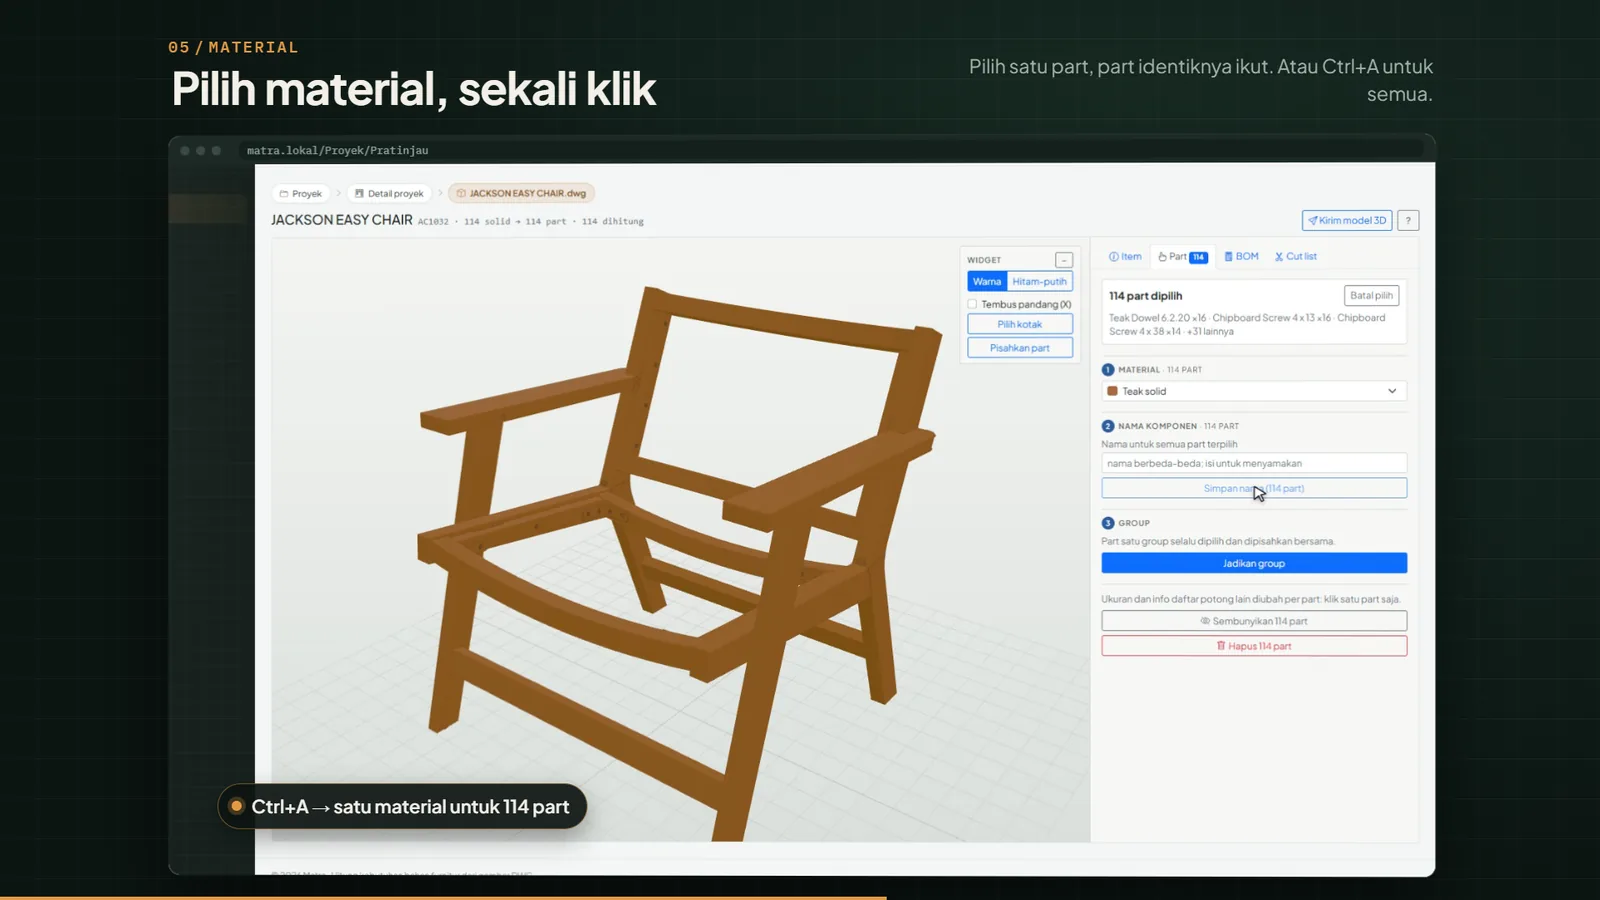 05 / MATERIAL
Pilih material, sekali klik
Pilih satu part, part identiknya ikut. Atau Ctrl+A untuk
semua.
matra.lokal/Proyek/Pratinjau
Proyek
Detail proyek
JACKSON EASY CHAIR.dwg
JACKSON EASY CHAIR AC1032 · 114 solid → 114 part · 114 dihitung
Kirim model 3D
?
WIDGET
–
Warna
Hitam-putih
Tembus pandang (X)
Pilih kotak
Pisahkan part
Item
Part 114
BOM
Cut list
114 part dipilih
Batal pilih
Teak Dowel 6.2.20 ×16 · Chipboard Screw 4 x 13 ×16 · Chipboard
Screw 4 x 38 ×14 · +31 lainnya
1 MATERIAL · 114 PART
Teak solid
2 NAMA KOMPONEN · 114 PART
Nama untuk semua part terpilih
nama berbeda-beda: isi untuk menyamakan
Simpan nama (114 part)
3 GROUP
Part satu group selalu dipilih dan dipisahkan bersama.
Jadikan group
Ukuran dan info daftar potong lain diubah per part: klik satu part saja.
Sembunyikan 114 part
Hapus 114 part
Ctrl+A → satu material untuk 114 part